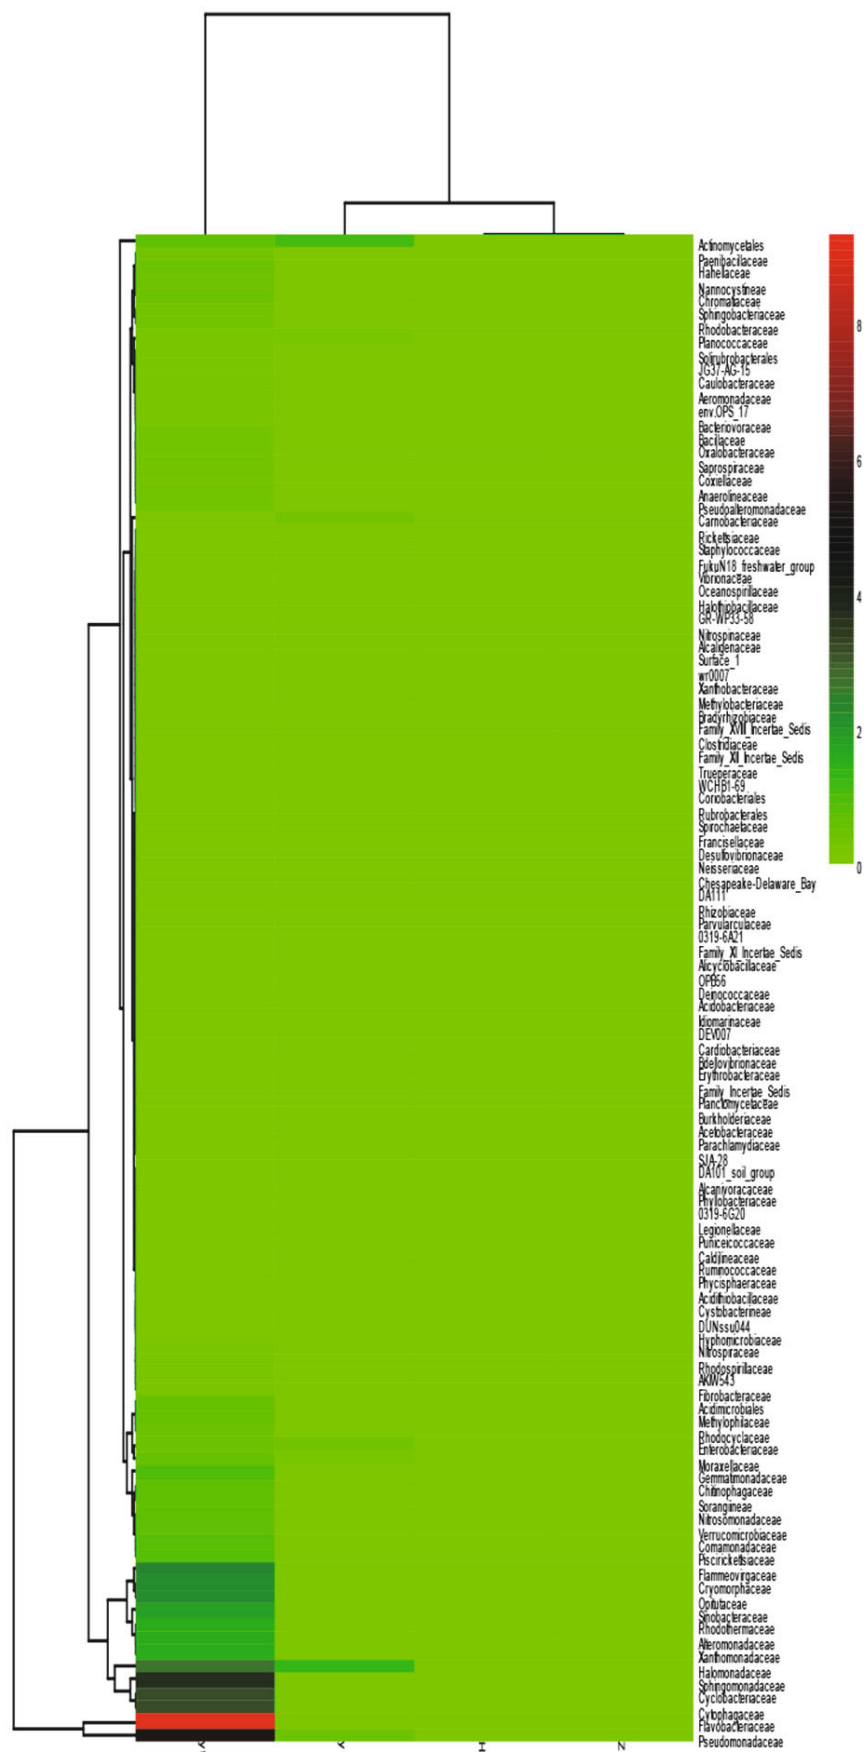 Actinomycetales
Paenibacillaceae
Hahellaceae
Nannocystineae
Chromatiaceae
Sphingobacteriaceae
Rhodobacteraceae
Planococcaceae
Solirubrobacterales
JG37-AG-15
Caulobacteraceae
Aeromonadaceae
env.OPS_17
Bacteriovoraceae
Bacillaceae
Oxalobacteraceae
Saprospiraceae
Coxiellaceae
Anaerolineaceae
Pseudoalteromonadaceae
Carnobacteriaceae
Rickettsiaceae
Staphylococcaceae
FukuN18_freshwater_group
Vibrionaceae
Oceanospirillaceae
Halothiobacillaceae
GR-WP33-58
Nitrospinaceae
Alcaligenaceae
Surface_1
wr0007
Xanthobacteraceae
Methylobacteriaceae
Bradyrhizobiaceae
Family_XVIII_Incertae_Sedis
Clostridiaceae
Family_XII_Incertae_Sedis
Trueperaceae
WCHB1-69
Coriobacteriales
Rubrobacterales
Spirochaetaceae
Francisellaceae
Desulfovibrionaceae
Neisseriaceae
Chesapeake-Delaware_Bay
DA111
Rhizobiaceae
Parvularculaceae
0319-6A21
Family_XI_Incertae_Sedis
Alicyclobacillaceae
OPB56
Deinococcaceae
Acidobacteriaceae
Idiomarinaceae
DEV007
Cardiobacteriaceae
Bdellovibrionaceae
Erythrobacteraceae
Family_Incertae_Sedis
Planctomycetaceae
Burkholderiaceae
Acetobacteraceae
Parachlamydiaceae
SJA-28
DA101_soil_group
Alcanivoracaceae
Phyllobacteriaceae
0319-6G20
Legionellaceae
Puniceicoccaceae
Caldilineaceae
Ruminococcaceae
Phycisphaeraceae
Acidithiobacillaceae
Cystobacterineae
DUNssu044
Hyphomicrobiaceae
Nitrospiraceae
Rhodospirillaceae
AKIW543
Fibrobacteraceae
Acidimicrobiales
Methylophilaceae
Rhodocyclaceae
Enterobacteriaceae
Moraxellaceae
Gemmatimonadaceae
Chitinophagaceae
Sorangiineae
Nitrosomonadaceae
Verrucomicrobiaceae
Comamonadaceae
Piscirickettsiaceae
Flammeovirgaceae
Cryomorphaceae
Opitutaceae
Sinobacteraceae
Rhodothermaceae
Alteromonadaceae
Xanthomonadaceae
Halomonadaceae
Sphingomonadaceae
Cyclobacteriaceae
Cytophagaceae
Flavobacteriaceae
Pseudomonadaceae
8
6
4
2
0
Y
H
Z